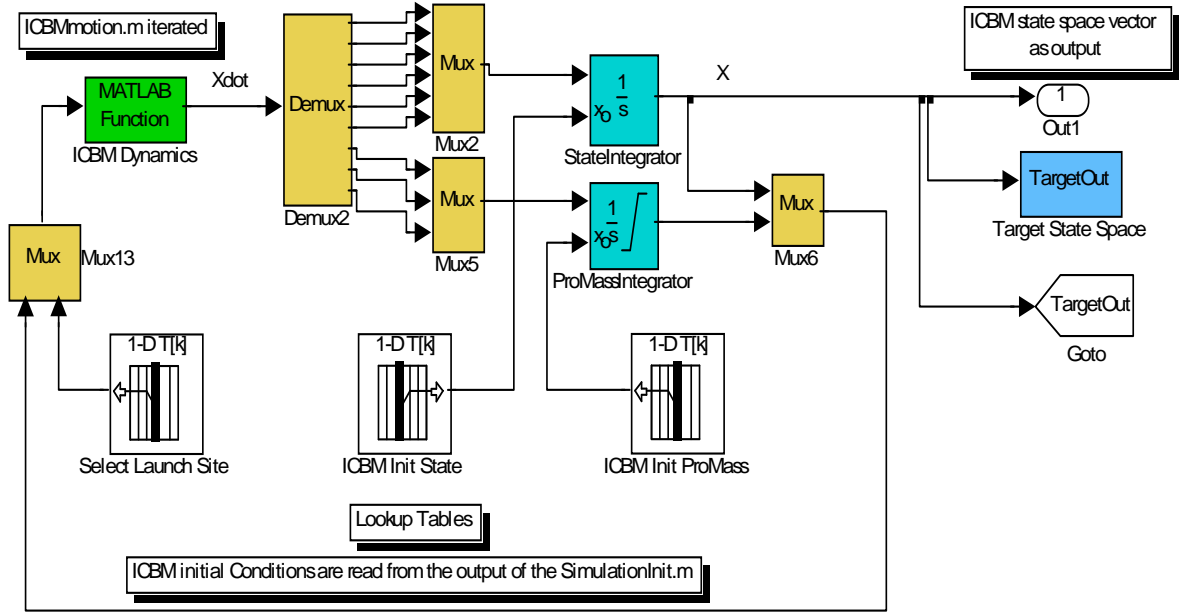 ICBMmotion.m iterated
ICBM state space vector
as output
MATLAB
Function
ICBM Dynamics
Xdot
Demux
Demux2
Mux
Mux2
Mux
Mux5
1
s
xo
StateIntegrator
1
s
xo
ProMassIntegrator
X
Mux
Mux6
1
Out1
TargetOut
Target State Space
TargetOut
Goto
Mux
Mux13
1-D T[k]
Select Launch Site
1-D T[k]
ICBM Init State
1-D T[k]
ICBM Init ProMass
Lookup Tables
ICBM initial Conditions are read from the output of the SimulationInit.m